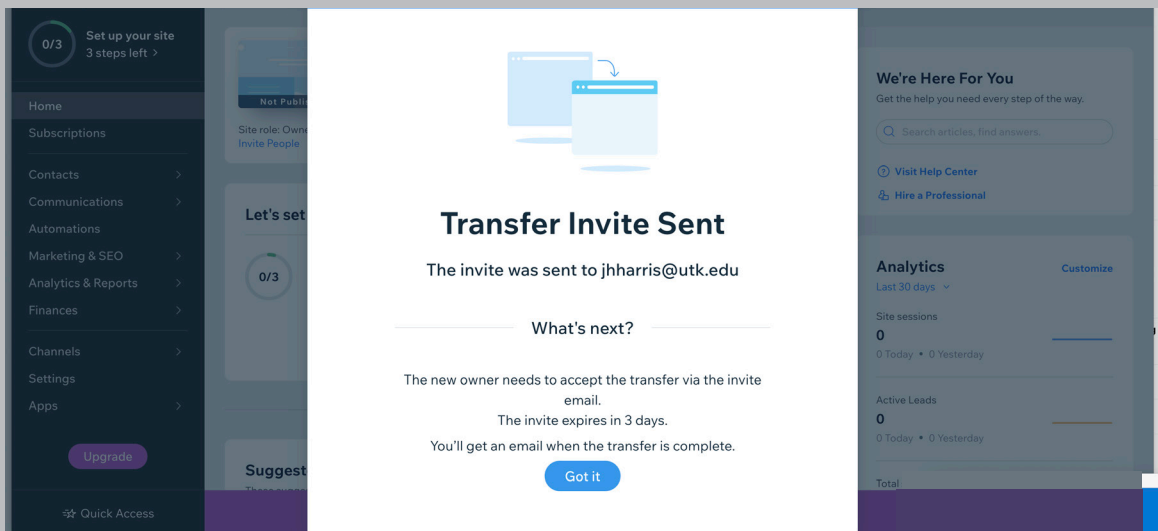 0/3
Set up your site
3 steps left >
Home
Subscriptions
Contacts
Communications
Automations
Marketing & SEO
Analytics & Reports
Finances
Channels
Settings
Apps
Upgrade
Quick Access
Not
Site role:
Invite People
Let's set
0/3
Transfer Invite Sent
The invite was sent to jhharris@utk.edu
What's next?
The new owner needs to accept the transfer via the invite
email.
The invite expires in 3 days.
You'll get an email when the transfer is complete.
Got it
We're Here For You
Get the help you need every step of the way.
Search articles, find answers.
Visit Help Center
Hire a Professional
Analytics
Customize
Last 30 days
Site sessions
0
0 Today • 0 Yesterday
Active Leads
0
0 Today • 0 Yesterday
Total